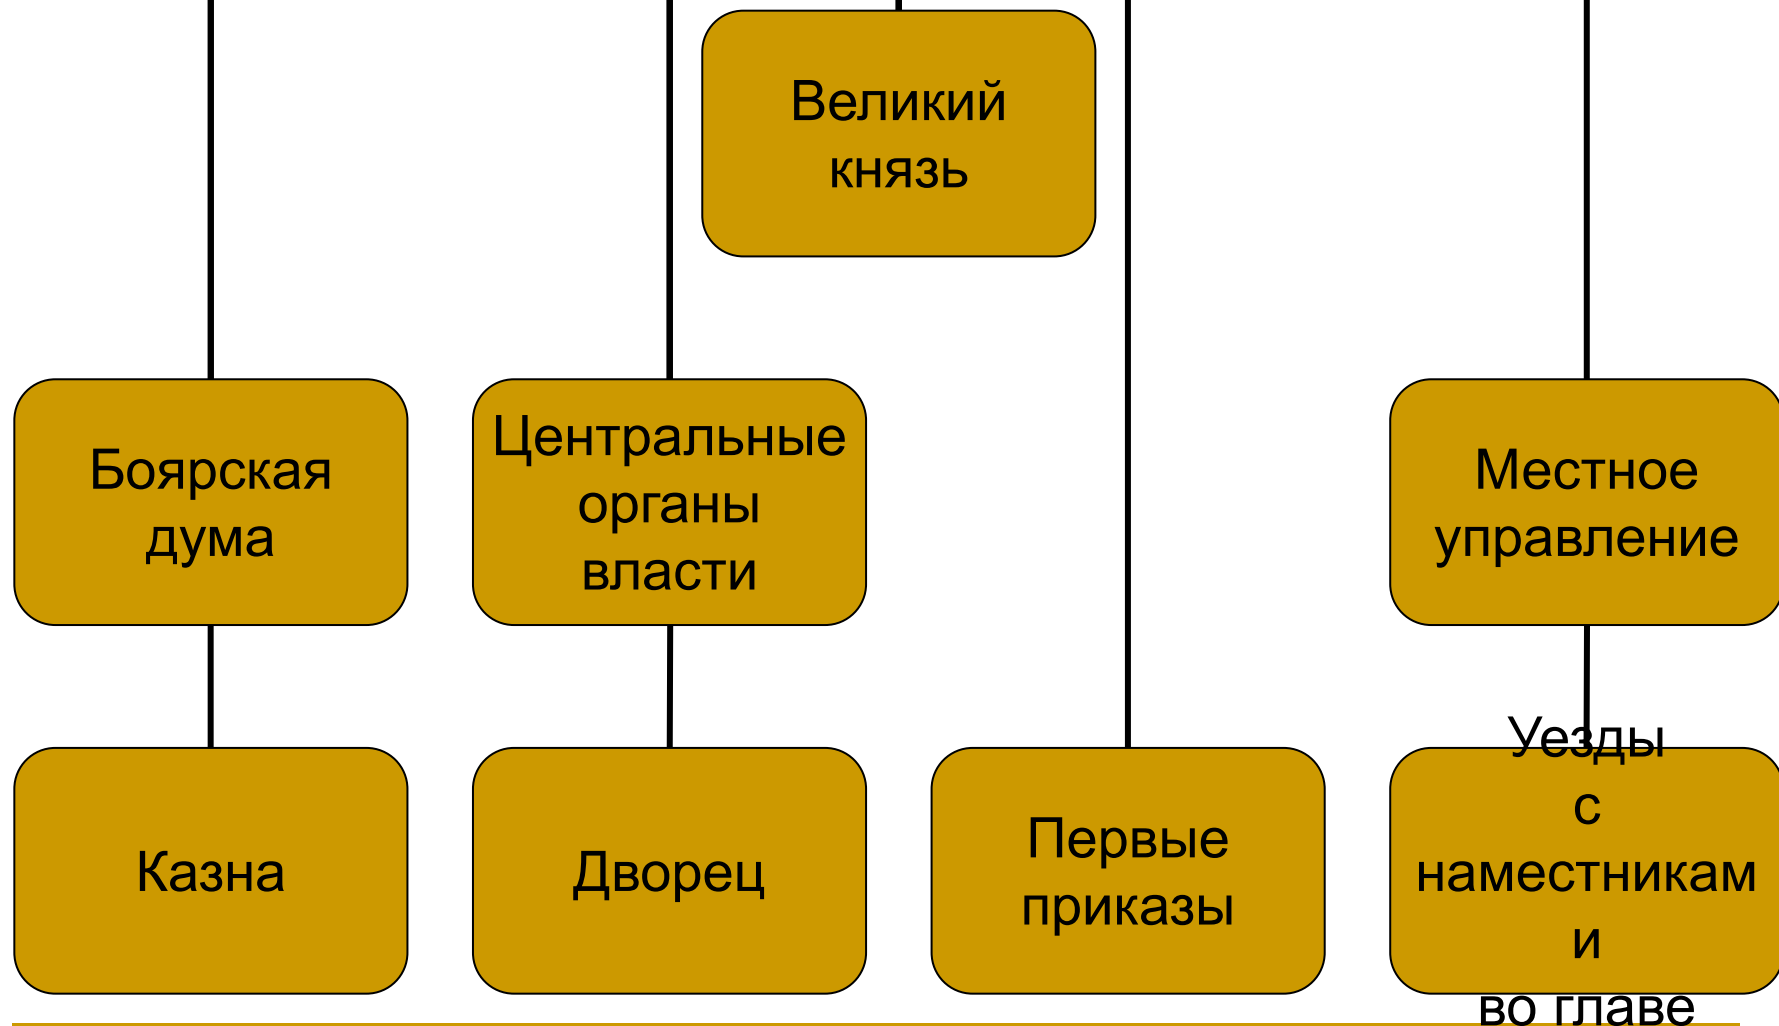 Великий
князь
Боярская
дума
Центральные
органы
власти
Местное
управление
Казна
Дворец
Первые
приказы
Уезды
с
наместникам
и
во главе